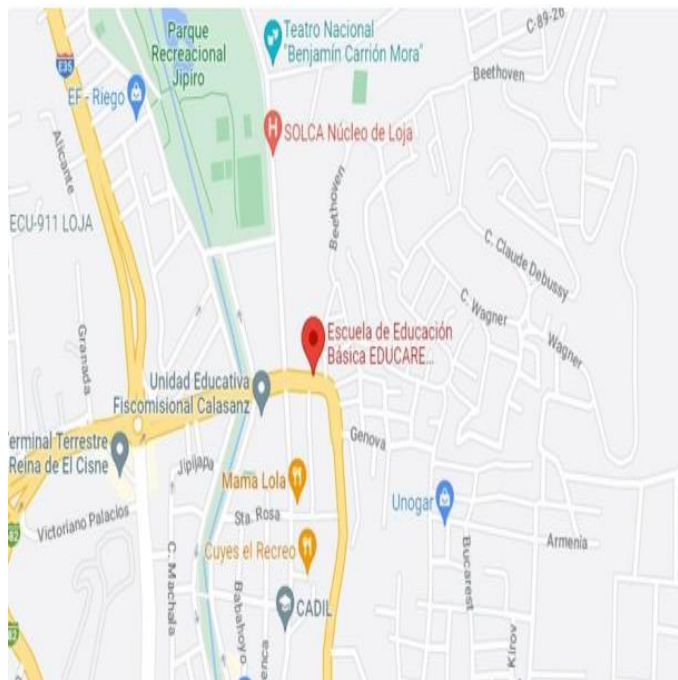 C-89-26
Parque
Recreacional
Jipiro
Teatro Nacional
"Benjamín Carrión Mora"
E35
Beethoven
EF - Riego
SOLCA Núcleo de Loja
Alicante
Beethoven
ECU-911 LOJA
C. Claude Debussy
C. Wagner
Wagner
Granada
Escuela de Educación
Básica EDUCARE...
Unidad Educativa
Fiscomisional Calasanz
erminal Terrestre
Reina de El Cisne
Genova
Jipijapa
Mama Lola
Unogar
Victoriano Palacios
Sta. Rosa
Armenia
Cuyes el Recreo
C. Machala
Batahoyo
CADIL
enca
Bucarest
C. Kirov